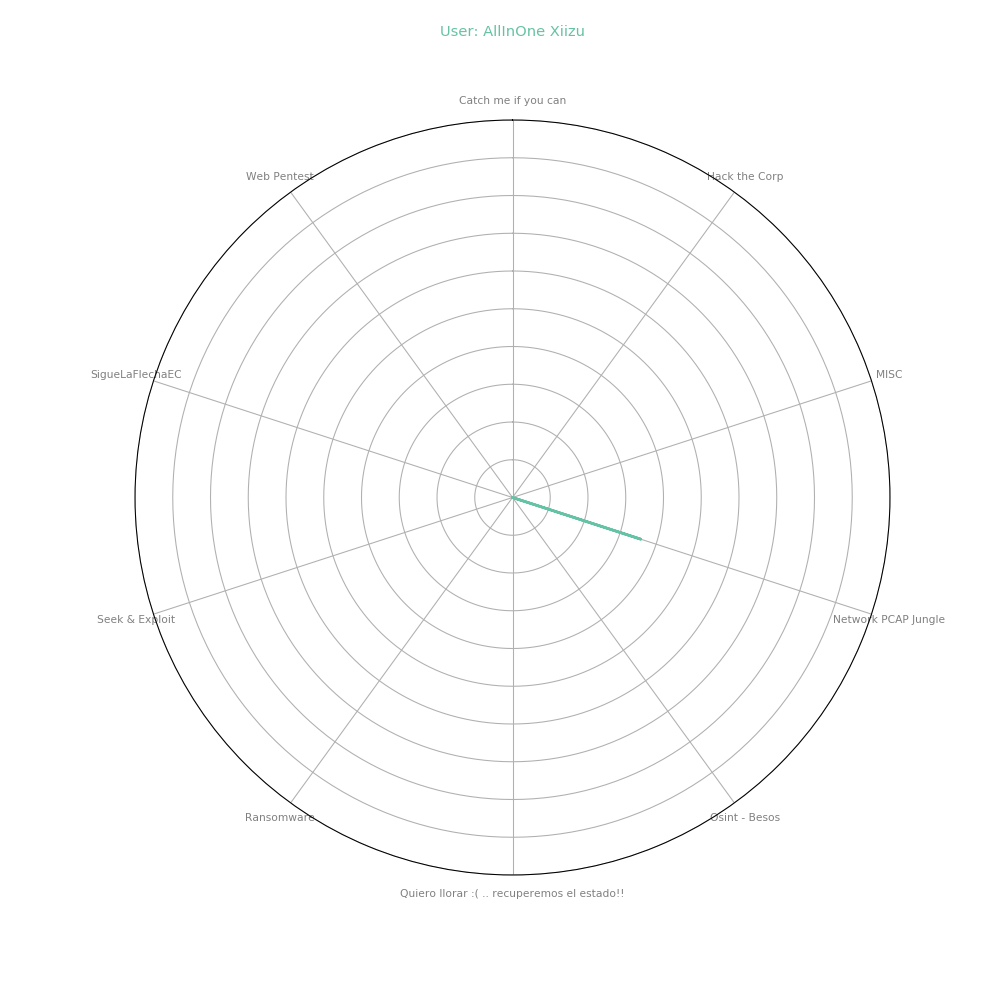 User: AllInOne Xiizu
Catch me if you can
Web Pentest
Hack the Corp
SigueLaFlechaEC
MISC
Seek & Exploit
Network PCAP Jungle
Ransomware
Osint - Besos
Quiero llorar :( .. recuperemos el estado!!